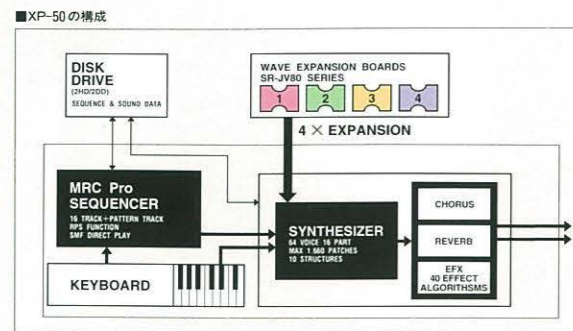 ■XP-50の構成
DISK
DRIVE
(2HD/2DD)
SEQUENCE & SOUND DATA
WAVE EXPANSION BOARDS
SR-JV80 SERIES
1 2 3 4
4 × EXPANSION
MRC Pro
SEQUENCER
16 TRACK+PATTERN TRACK
RPS FUNCTION
SMF DIRECT PLAY
KEYBOARD
SYNTHESIZER
64 VOICE 16 PART
MAX 1 660 PATCHES
10 STRUCTURES
CHORUS
REVERB
EFX
40 EFFECT
ALGORITHSMS